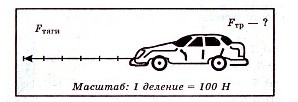 Fтяги
Fтр — ?
Масштаб: 1 деление = 100 Н